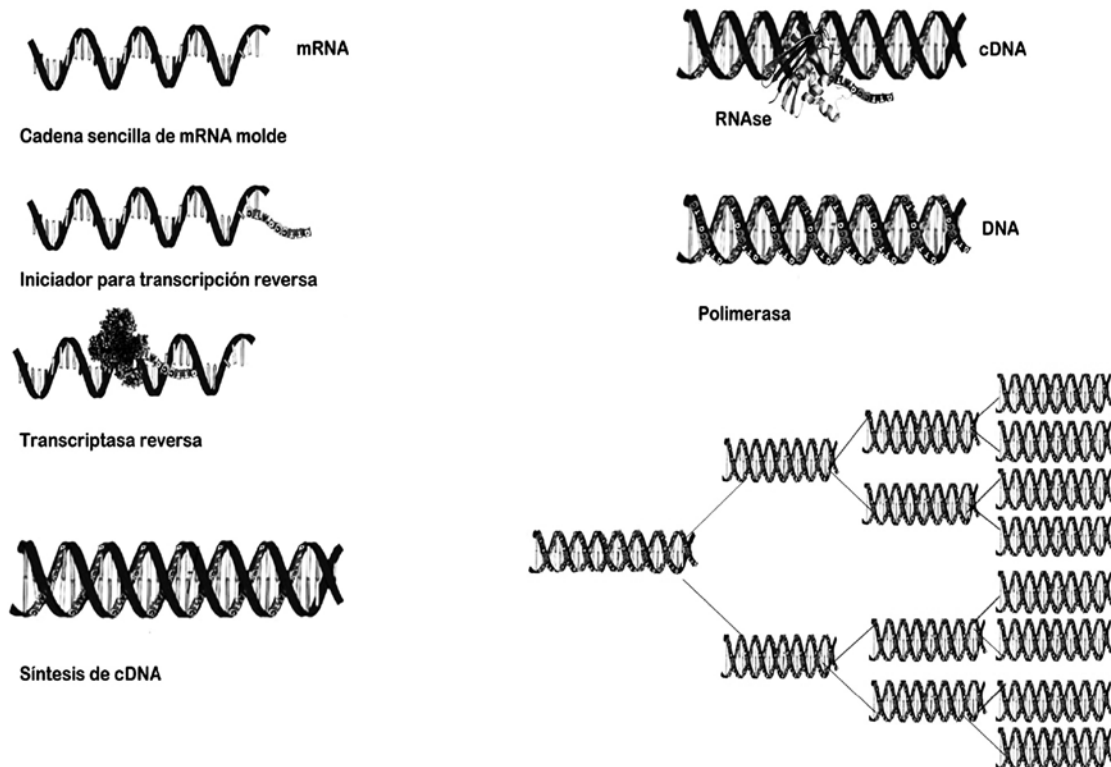 mRNA
Cadena sencilla de mRNA molde
Iniciador para transcripción reversa
Transcriptasa reversa
Síntesis de cDNA
cDNA
RNAse
DNA
Polimerasa